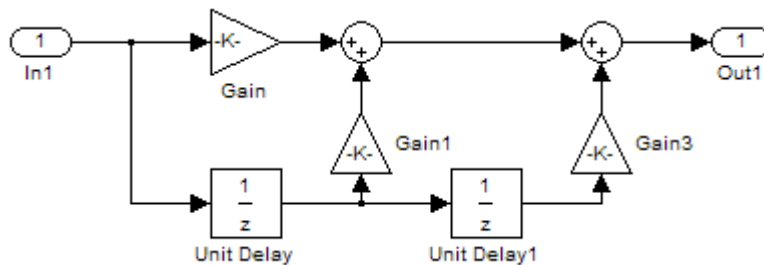 1
In1
-K-
Gain
+
+
+
+
1
Out1
-K-
Gain1
-K-
Gain3
1
z
Unit Delay
1
z
Unit Delay1